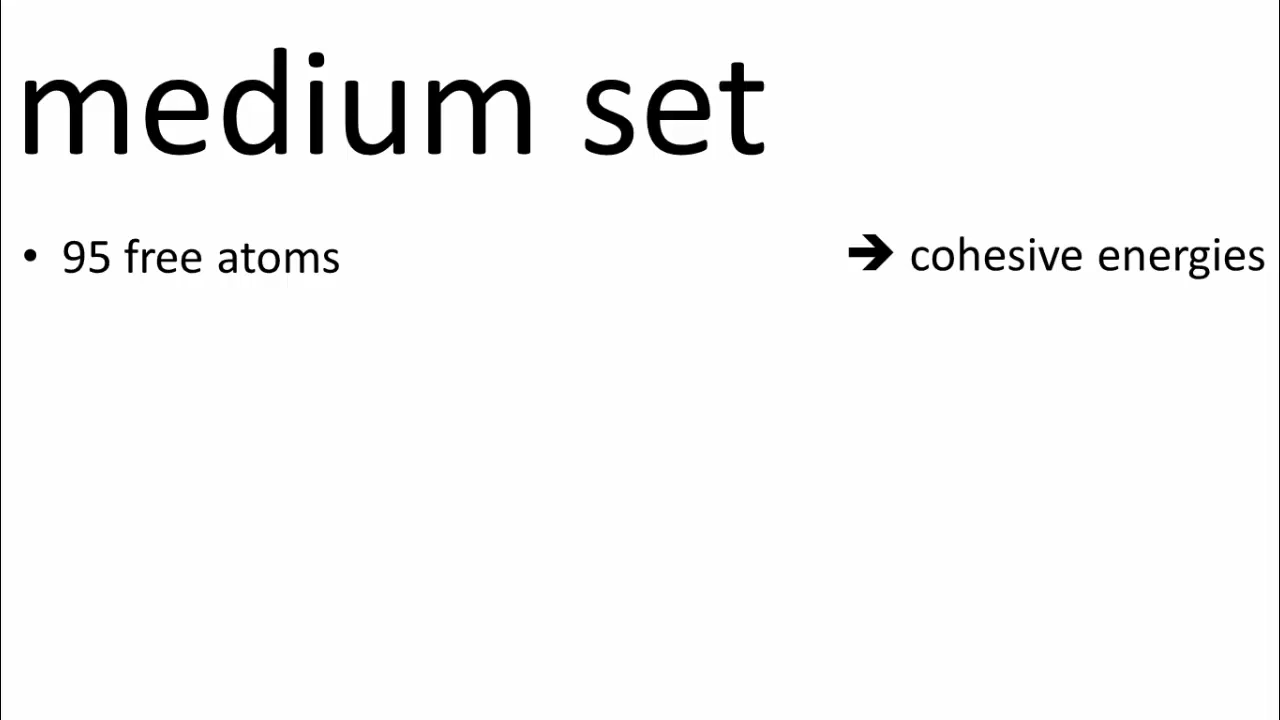 medium set
• 95 free atoms ➔ cohesive energies